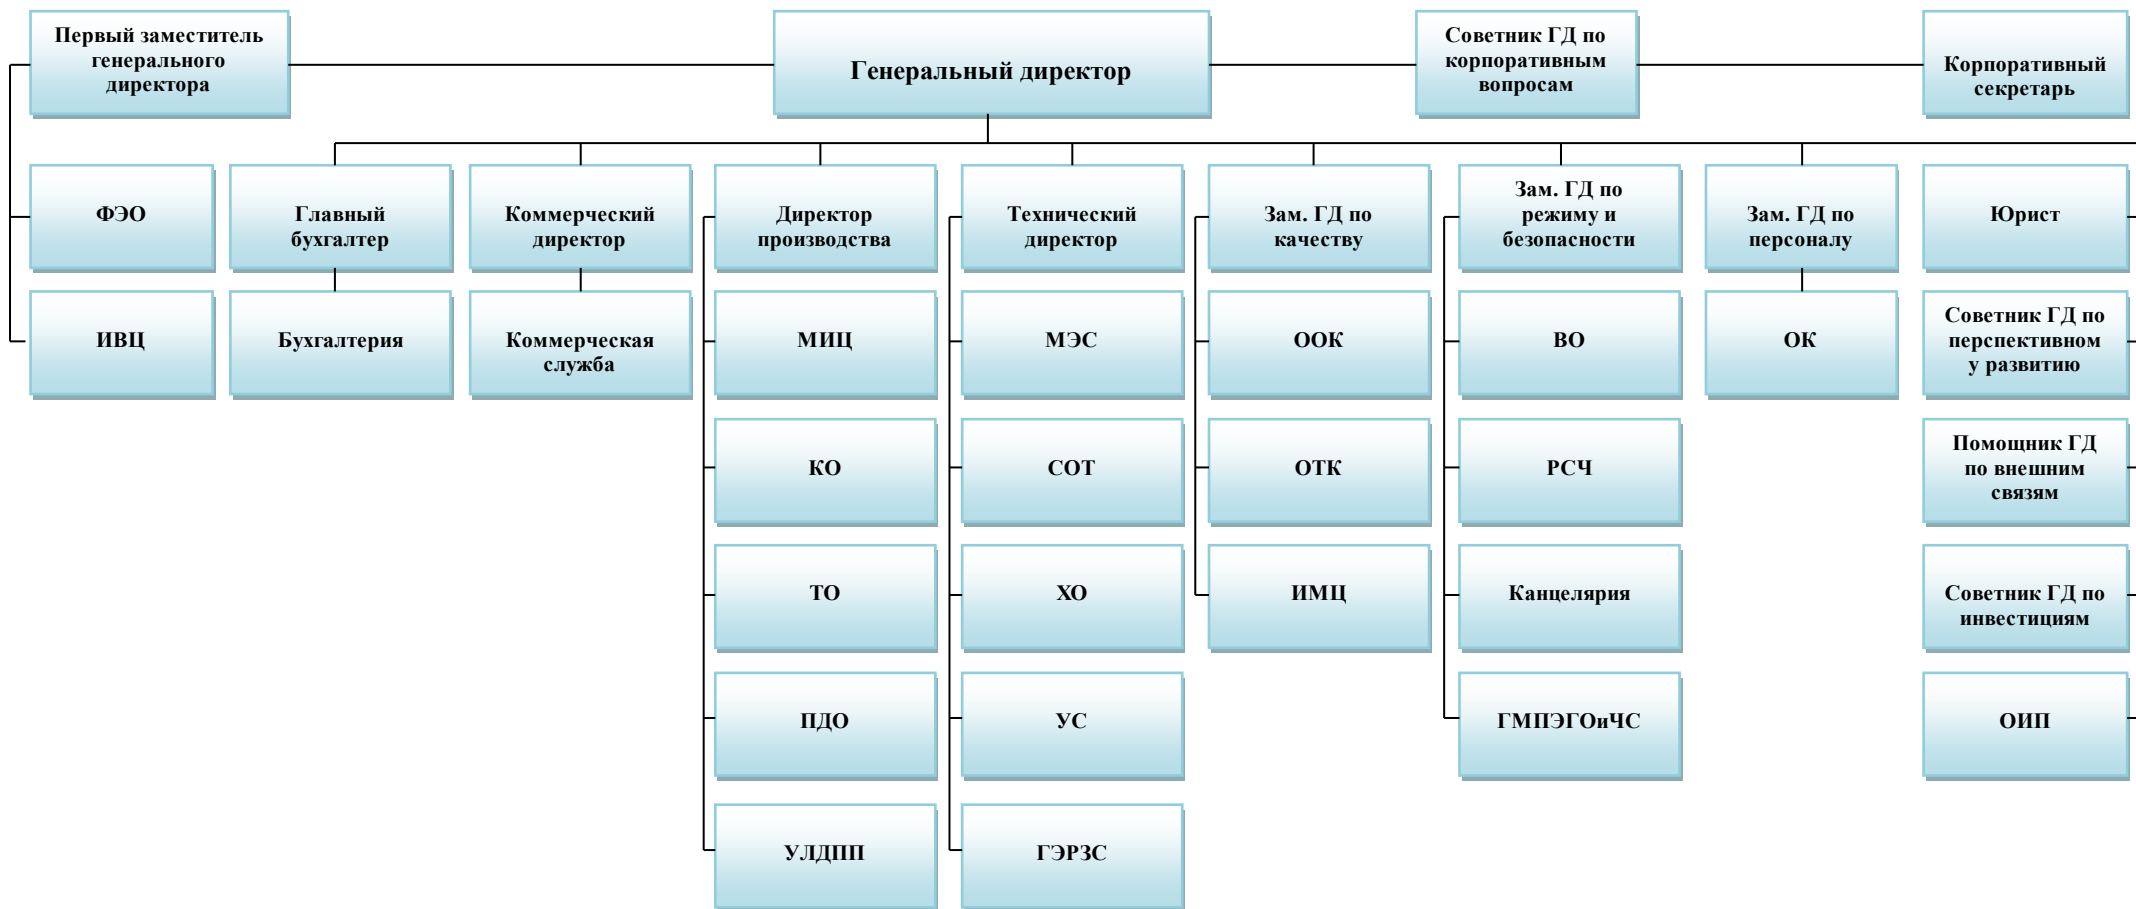 Первый заместитель
генерального
директора
Генеральный директор
Советник ГД по
корпоративным
вопросам
Корпоративный
секретарь
ФЭО
Главный
бухгалтер
Коммерческий
директор
Директор
производства
Технический
директор
Зам. ГД по
качеству
Зам. ГД по
режиму и
безопасности
Зам. ГД по
персоналу
Юрист
ИВЦ
Бухгалтерия
Коммерческая
служба
МИЦ
МЭС
ООК
ВО
ОК
Советник ГД по
перспективном
у развитию
КО
СОТ
ОТК
РСЧ
Помощник ГД
по внешним
связям
ТО
ХО
ИМЦ
Канцелярия
Советник ГД по
инвестициям
ПДО
УС
ГМПЭГОиЧС
ОИП
УЛДПП
ГЭРЗС